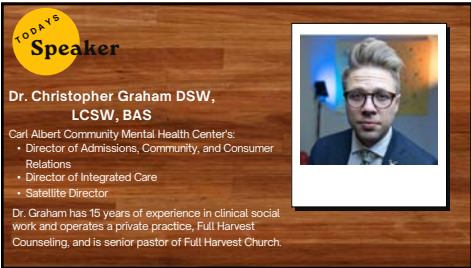 TODAYS
Speaker
Dr. Christopher Graham DSW,
LCSW, BAS
Carl Albert Community Mental Health Center's:
• Director of Admissions, Community, and Consumer
Relations
• Director of Integrated Care
• Satellite Director
Dr. Graham has 15 years of experience in clinical social
work and operates a private practice, Full Harvest
Counseling, and is senior pastor of Full Harvest Church.